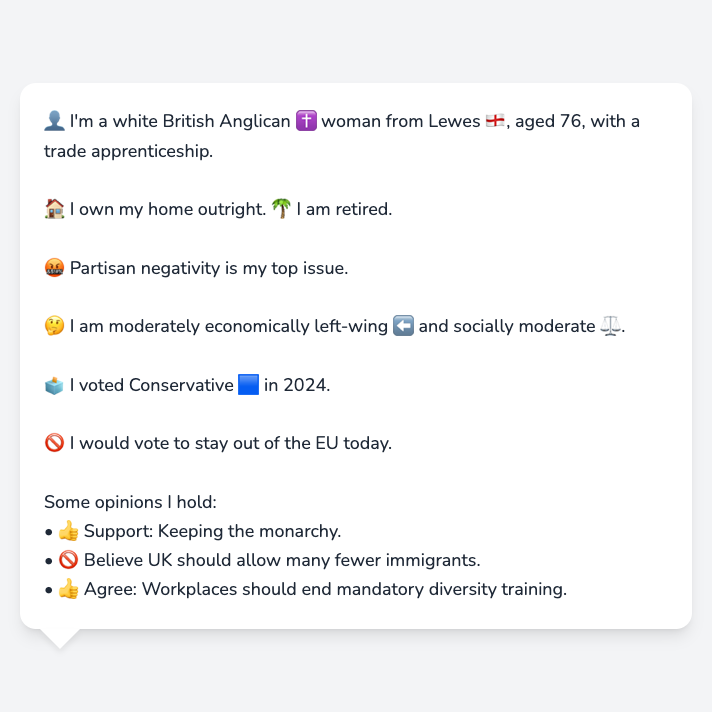 👤 I'm a white British Anglican ✝️ woman from Lewes 🏴󠁧󠁢󠁥󠁮󠁧󠁿, aged 76, with a
trade apprenticeship.
🏠 I own my home outright. 🌴 I am retired.
🤬 Partisan negativity is my top issue.
🤔 I am moderately economically left-wing ⬅️ and socially moderate ⚖️.
🗳️ I voted Conservative 🟦 in 2024.
🚫 I would vote to stay out of the EU today.
Some opinions I hold:
• 👍 Support: Keeping the monarchy.
• 🚫 Believe UK should allow many fewer immigrants.
• 👍 Agree: Workplaces should end mandatory diversity training.